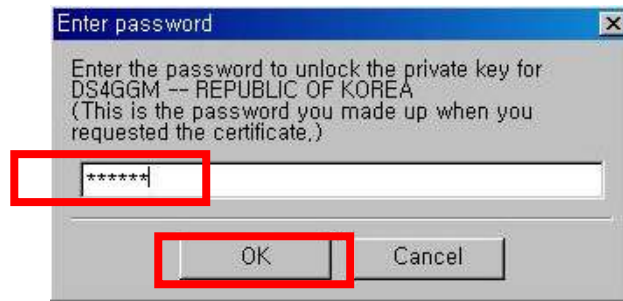 Enter password
Enter the password to unlock the private key for
DS4GGM -- REPUBLIC OF KOREA
(This is the password you made up when you
requested the certificate.)
******
OK
Cancel